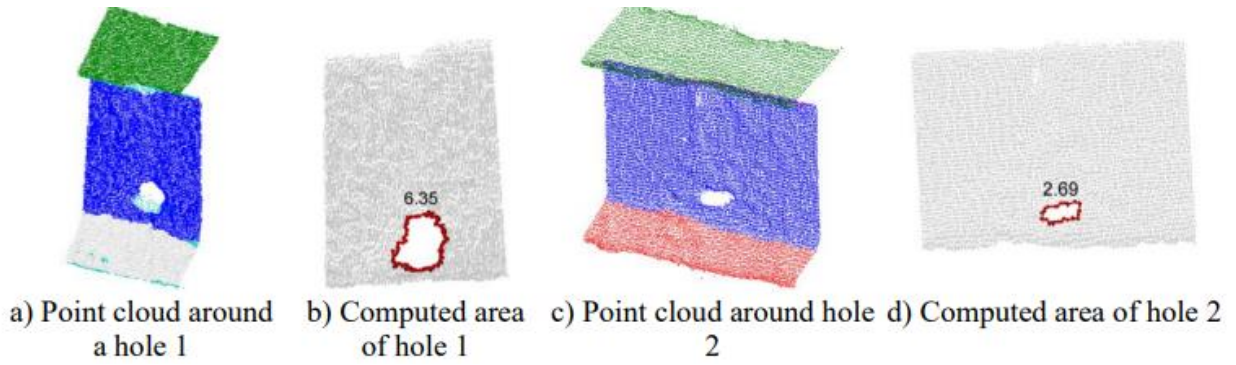 6.35
2.69
a) Point cloud around
a hole 1
b) Computed area
of hole 1
c) Point cloud around hole
2
d) Computed area of hole 2